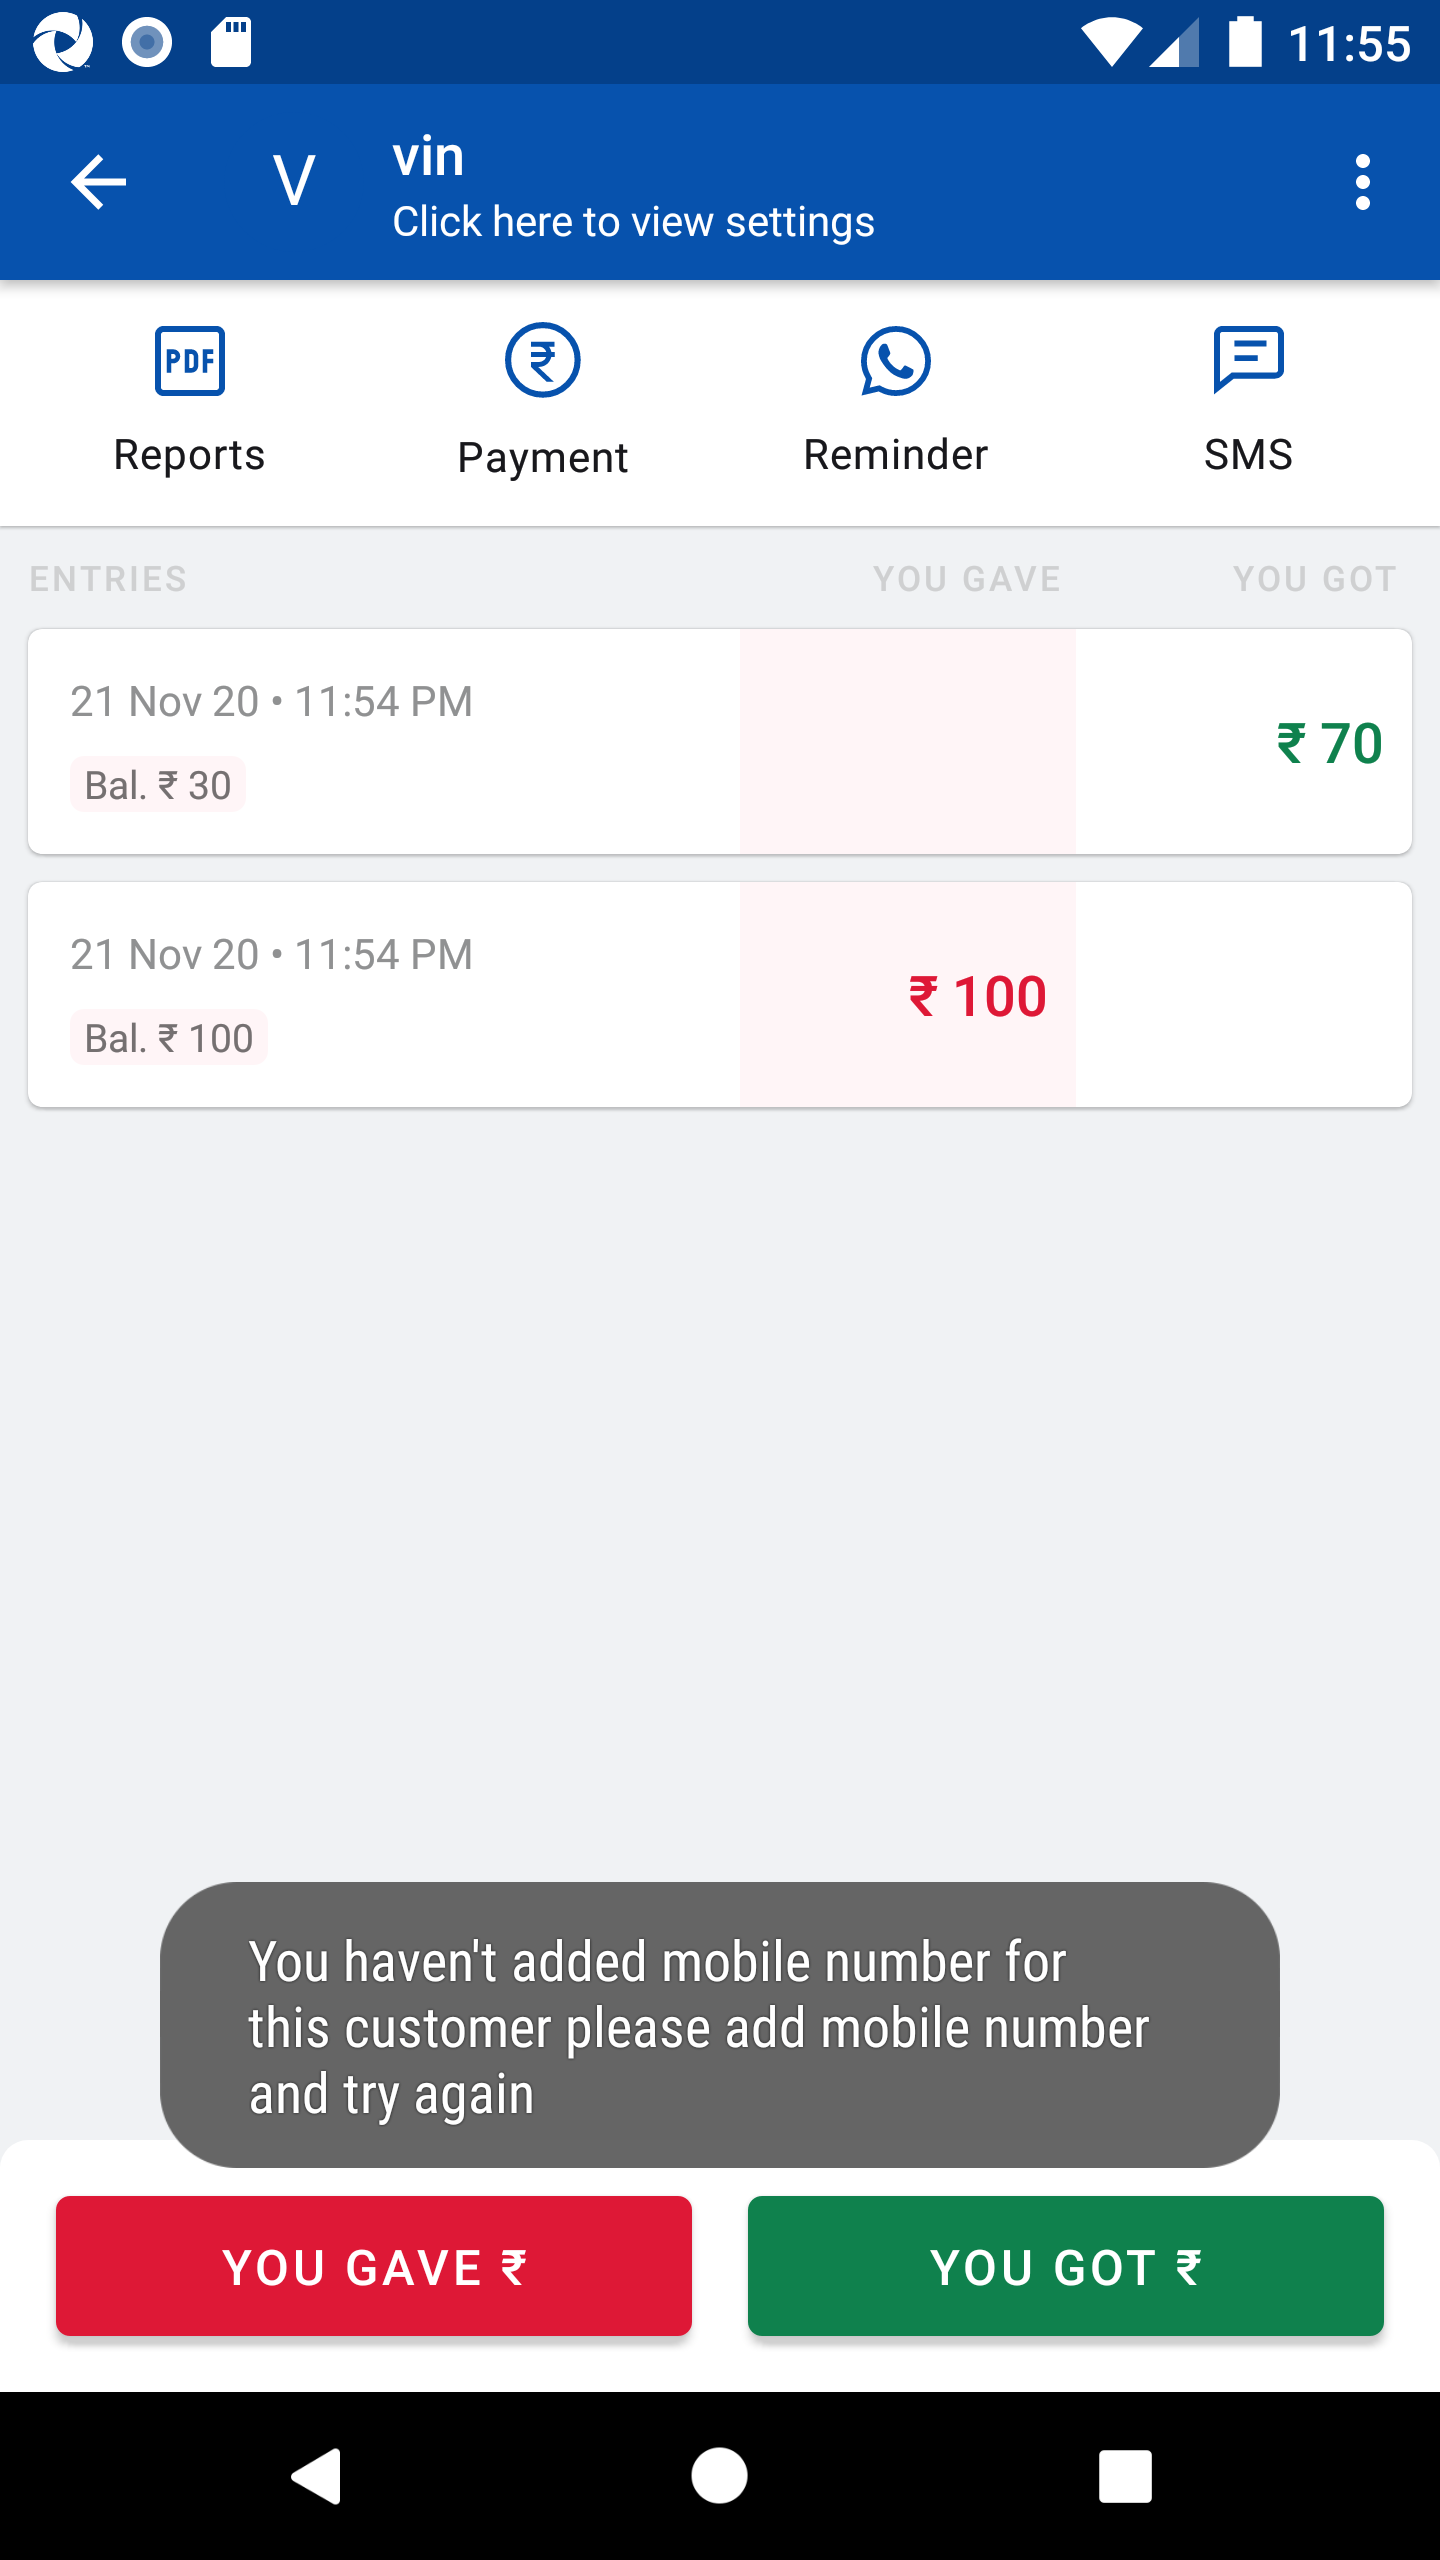 11:55
V
vin
Click here to view settings
PDF
₹
Reports
Payment
Reminder
SMS
ENTRIES YOU GAVE YOU GOT
21 Nov 20 • 11:54 PM
₹ 70
Bal. ₹ 30
21 Nov 20 • 11:54 PM
₹ 100
Bal. ₹ 100
You haven't added mobile number for
this customer please add mobile number
and try again
YOU GAVE ₹
YOU GOT ₹